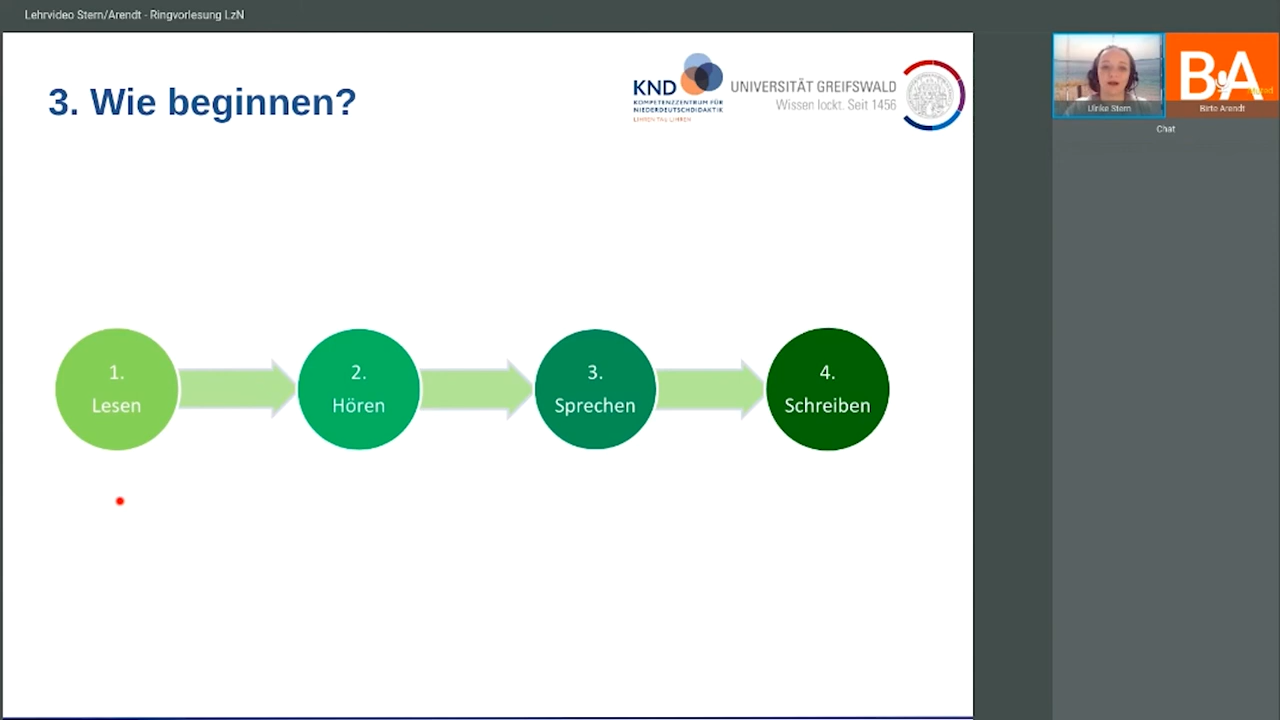 Lehrvideo Stern/Arendt - Ringvorlesung LzN
3. Wie beginnen?
KND
KOMPETENZZENTRUM FÜR
NIEDERDEUTSCHDIDAKTIK
UNIVERSITÄT GREIFSWALD
Wissen lockt. Seit 1456
1.
Lesen
2.
Hören
3.
Sprechen
4.
Schreiben
BA
Ulrike Stern
Birte Arendt
Chat